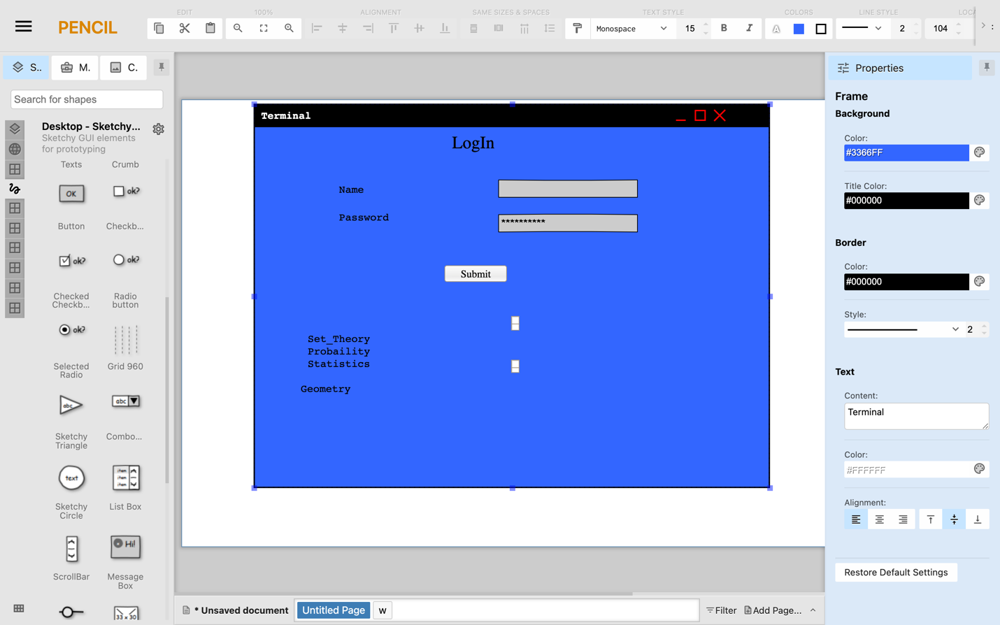 EDIT
100%
ALIGNMENT
SAME SIZES & SPACES
TEXT STYLE
COLORS
LINE STYLE
LOCA
PENCIL
Monospace
15
B
I
A
2
104
S..
M.
C.
Search for shapes
Desktop - Sketchy...
Sketchy GUI elements
for prototyping
Texts
Crumb
OK
ok?
Button
Checkb...
ok?
ok?
Checked
Checkb...
Radio
button
ok?
Selected
Radio
Grid 960
abc
abc
Sketchy
Triangle
Combo...
text
item
item
item
Sketchy
Circle
List Box
Hi!
ScrollBar
Message
Box
33 x 30
Terminal
LogIn
Name
Password
**********
Submit
Set_Theory
Probaility
Statistics
Geometry
* Unsaved document
Untitled Page
w
Filter
Add Page...
Properties
Frame
Background
Color:
#3366FF
Title Color:
#000000
Border
Color:
#000000
Style:
2
Text
Content:
Terminal
Color:
#FFFFFF
Alignment:
Restore Default Settings